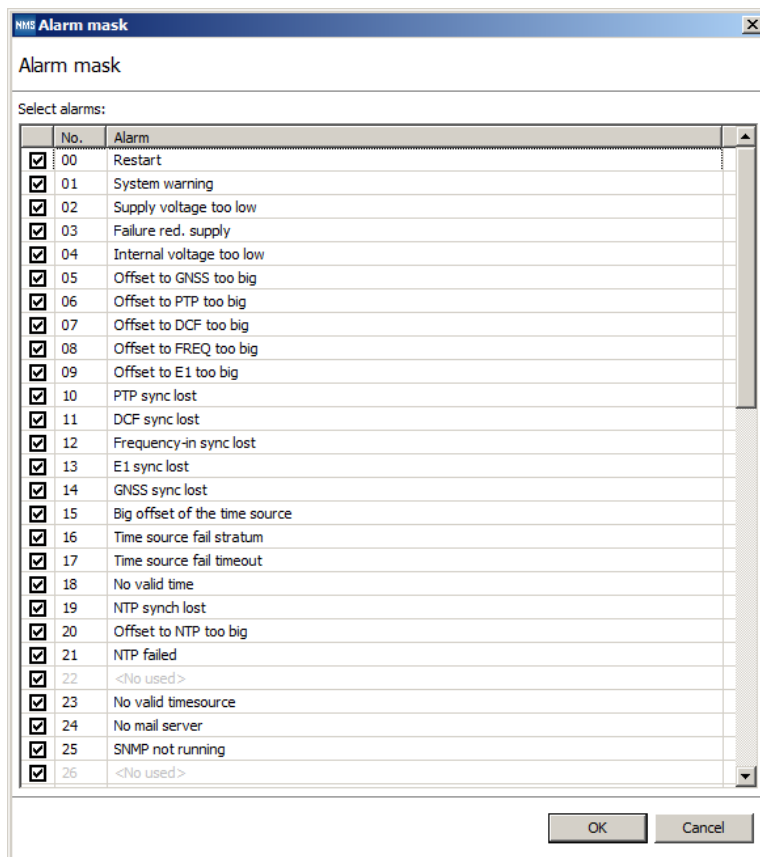 NMS Alarm mask
Alarm mask
Select alarms:
No. Alarm
00 Restart
01 System warning
02 Supply voltage too low
03 Failure red. supply
04 Internal voltage too low
05 Offset to GNSS too big
06 Offset to PTP too big
07 Offset to DCF too big
08 Offset to FREQ too big
09 Offset to E1 too big
10 PTP sync lost
11 DCF sync lost
12 Frequency-in sync lost
13 E1 sync lost
14 GNSS sync lost
15 Big offset of the time source
16 Time source fail stratum
17 Time source fail timeout
18 No valid time
19 NTP synch lost
20 Offset to NTP too big
21 NTP failed
22 <No used>
23 No valid timesource
24 No mail server
25 SNMP not running
26 <No used>
OK Cancel